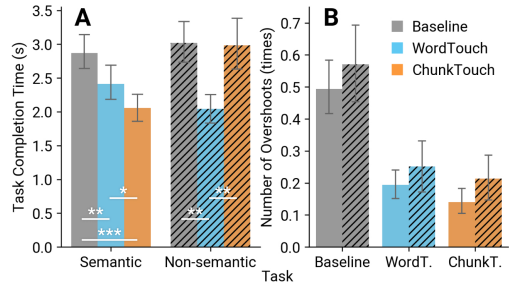 A
B
Task Completion Time (s)
3.5
3.0
2.5
2.0
1.5
1.0
0.5
0.0
*
**
***
**
**
Semantic
Non-semantic
Number of Overshoots (times)
0.7
0.6
0.5
0.4
0.3
0.2
0.1
0.0
Baseline
WordTouch
ChunkTouch
Baseline
WordT.
ChunkT.
Task